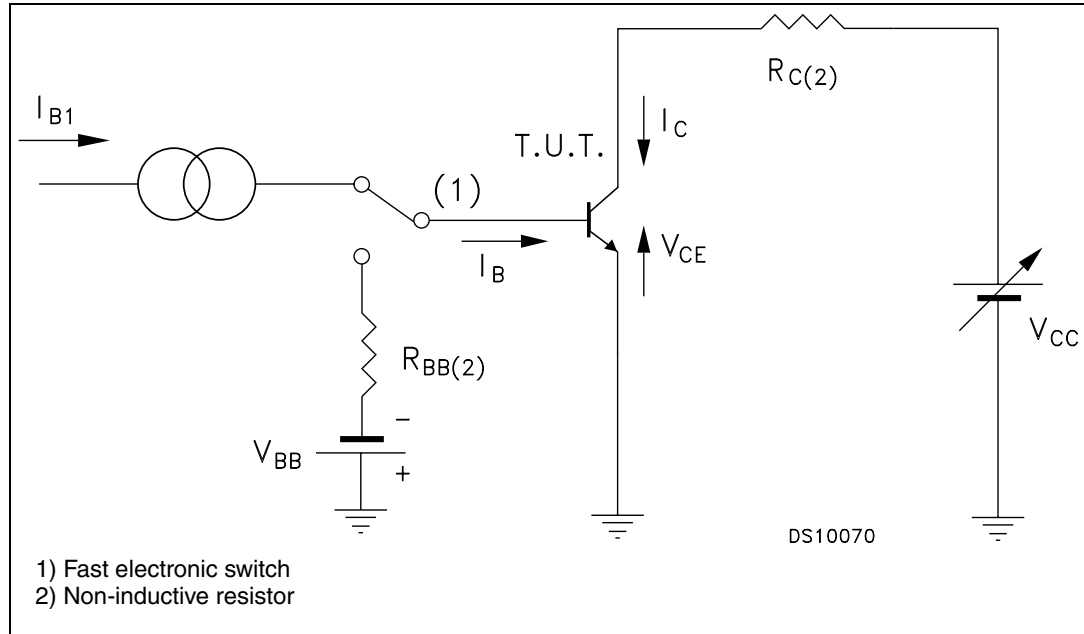 R_C(2)
I_B1
I_C
T.U.T.
(1)
V_CE
I_B
V_CC
R_BB(2)
–
V_BB
+
DS10070
1) Fast electronic switch
2) Non-inductive resistor